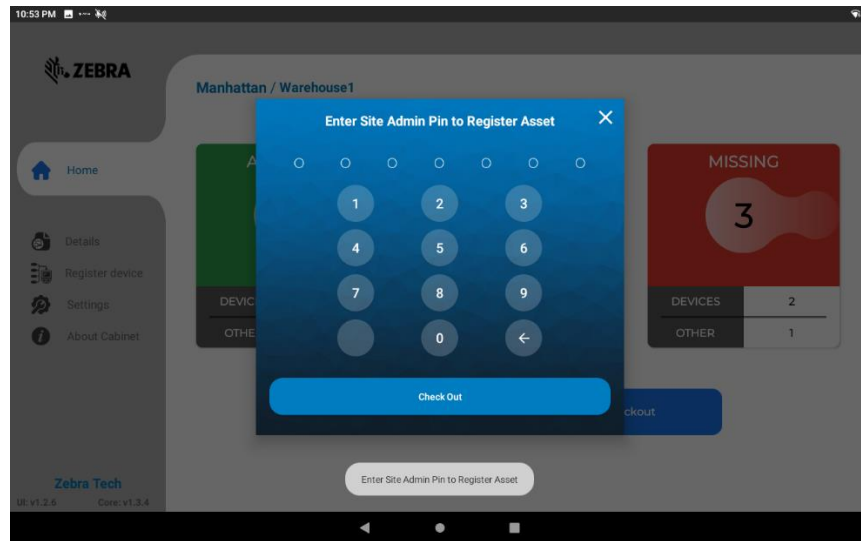 10:53 PM
ZEBRA
Manhattan / Warehouse1
Enter Site Admin Pin to Register Asset
Home
Details
Register device
Settings
About Cabinet
1 2 3
4 5 6
7 8 9
0
Check Out
A
DEVIC
OTHE
MISSING
3
DEVICES 2
OTHER 1
ckout
Enter Site Admin Pin to Register Asset
Zebra Tech
UI: v1.2.6 Core: v1.3.4